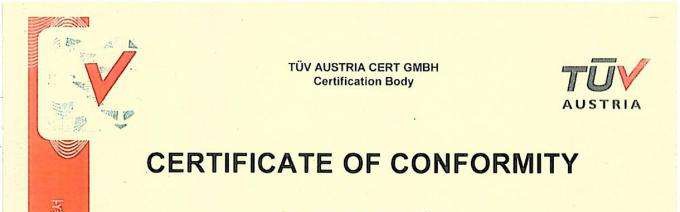 TÜV AUSTRIA CERT GMBH
Certification Body
TÜV
AUSTRIA
CERTIFICATE OF CONFORMITY